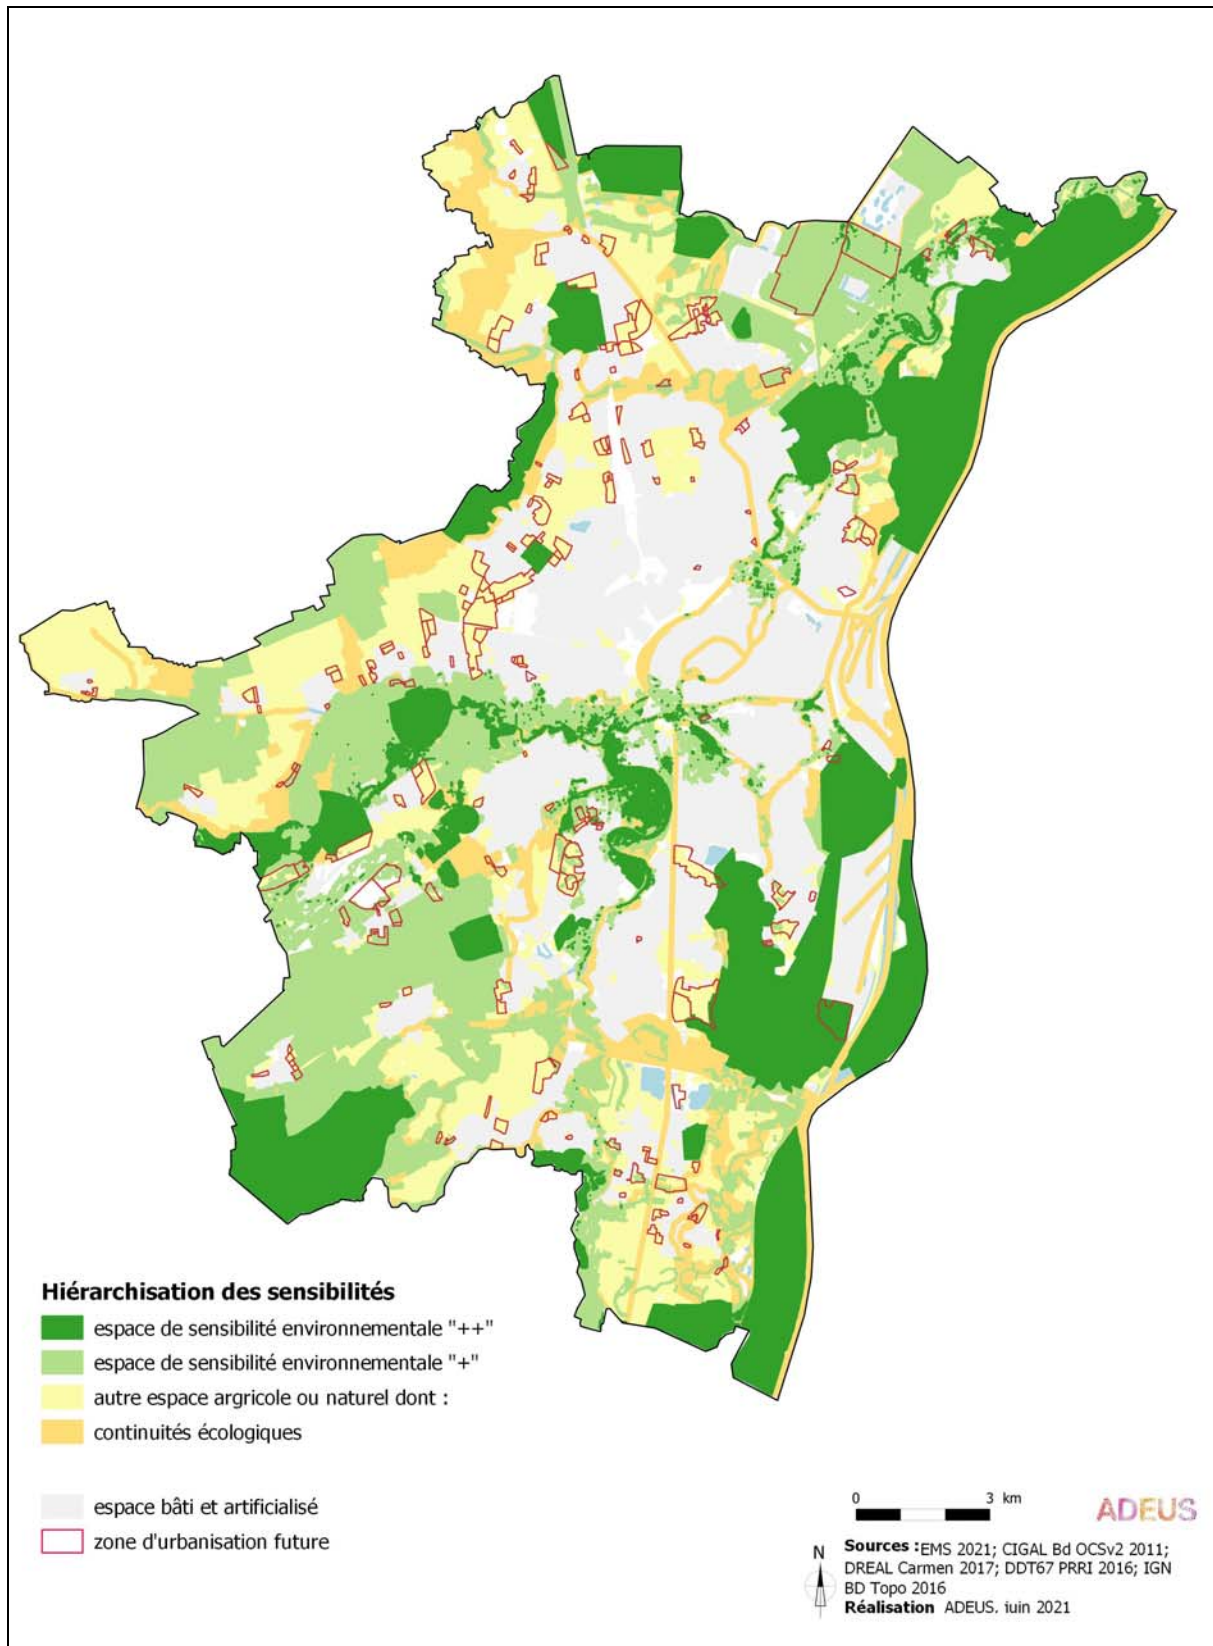 Hiérarchisation des sensibilités
espace de sensibilité environnementale "++"
espace de sensibilité environnementale "+"
autre espace argricole ou naturel dont :
continuités écologiques
espace bâti et artificialisé
zone d'urbanisation future
0 3 km
ADEUS
N
Sources : EMS 2021; CIGAL Bd OCSv2 2011;
DREAL Carmen 2017; DDT67 PRRI 2016; IGN
BD Topo 2016
Réalisation ADEUS. juin 2021